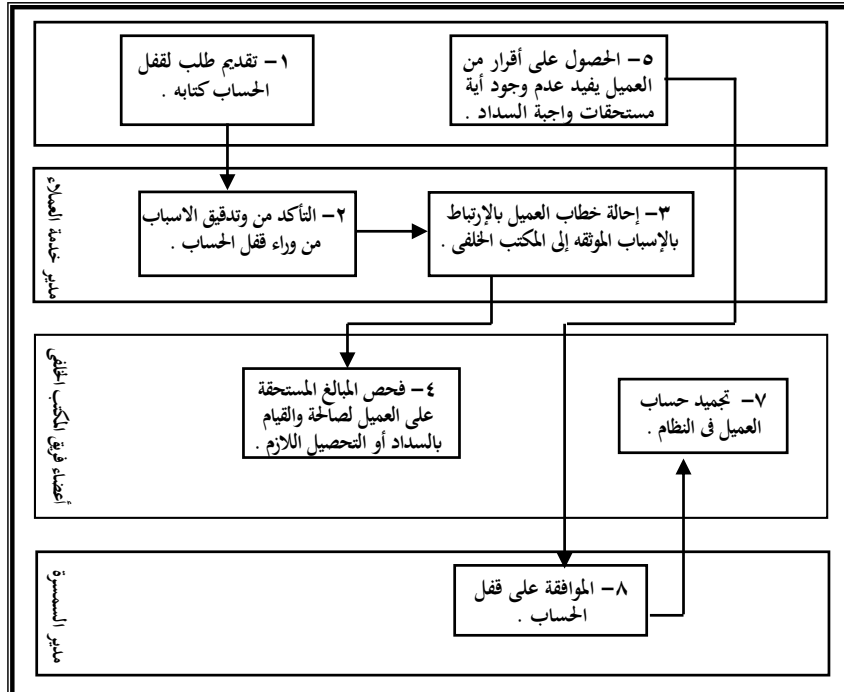 ١- تقديم طلب لقفل
الحساب كتابه .
٥- الحصول على أقرار من
العميل يفيد عدم وجود أية
مستحقات واجبة السداد .
مدير خدمة العملاء
٢- التأكد من وتدقيق الاسباب
من وراء قفل الحساب .
٣- إحالة خطاب العميل بالإرتباط
بالإسباب الموثقه إلى المكتب الخلفى .
أعضاء فريق المكتب الخلفى
٤- فحص المبالغ المستحقة
على العميل لصالحة والقيام
بالسداد أو التحصيل اللازم .
٧- تجميد حساب
العميل فى النظام .
مدير السمسرة
٨- الموافقة على قفل
الحساب .